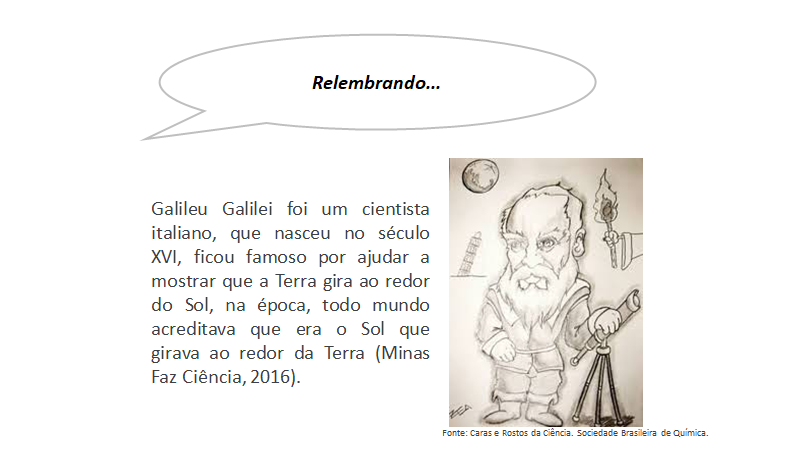 Relembrando...
Galileu Galilei foi um cientista
italiano, que nasceu no século
XVI, ficou famoso por ajudar a
mostrar que a Terra gira ao redor
do Sol, na época, todo mundo
acreditava que era o Sol que
girava ao redor da Terra (Minas
Faz Ciência, 2016).
Fonte: Caras e Rostos da Ciência. Sociedade Brasileira de Química.